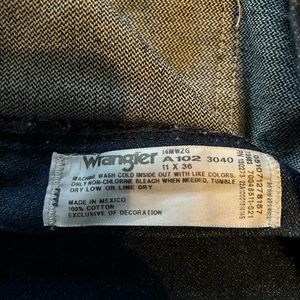 14MWZG
Wrangler A102 3040
11 X 36
MACHINE WASH COLD INSIDE OUT WITH LIKE COLORS.
ONLY NON-CHLORINE BLEACH WHEN NEEDED, TUMBLE
DRY LOW OR LINE DRY
MADE IN MEXICO
100% COTTON
EXCLUSIVE OF DECORATION